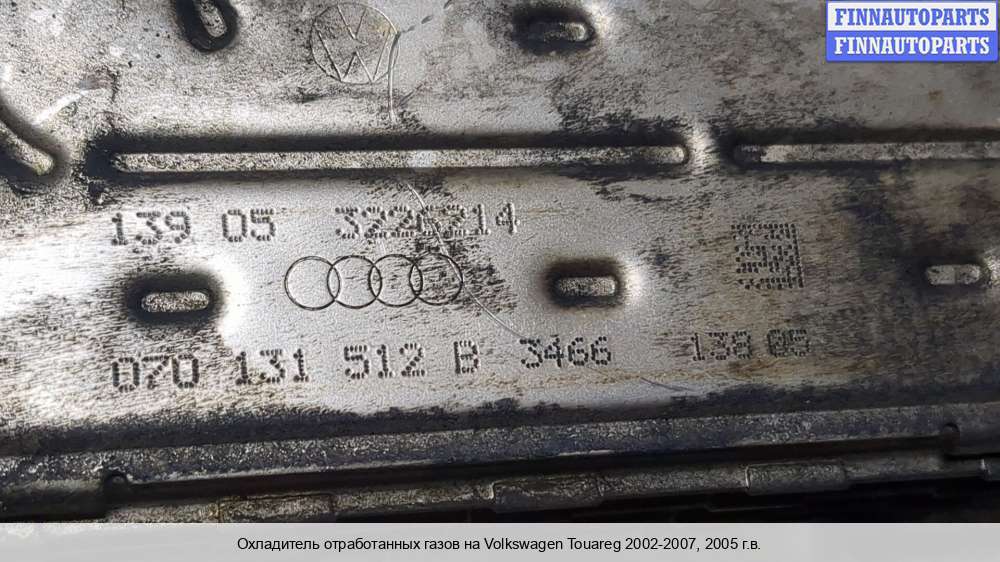 FINNAUTOPARTS
FINNAUTOPARTS
139 05 3226214
070 131 512 B 3466 138 05
Охладитель отработанных газов на Volkswagen Touareg 2002-2007, 2005 г.в.